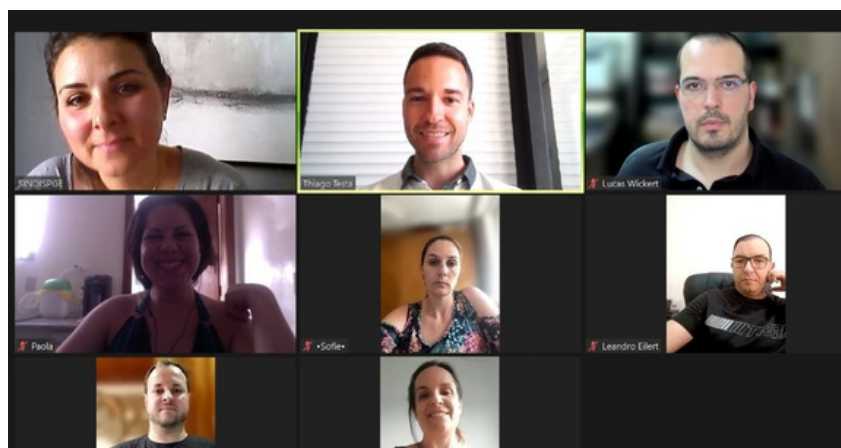 SINDISPGE
Thiago Testa
Lucas Wickert
Paola
•Sofie•
Leandro Eilert